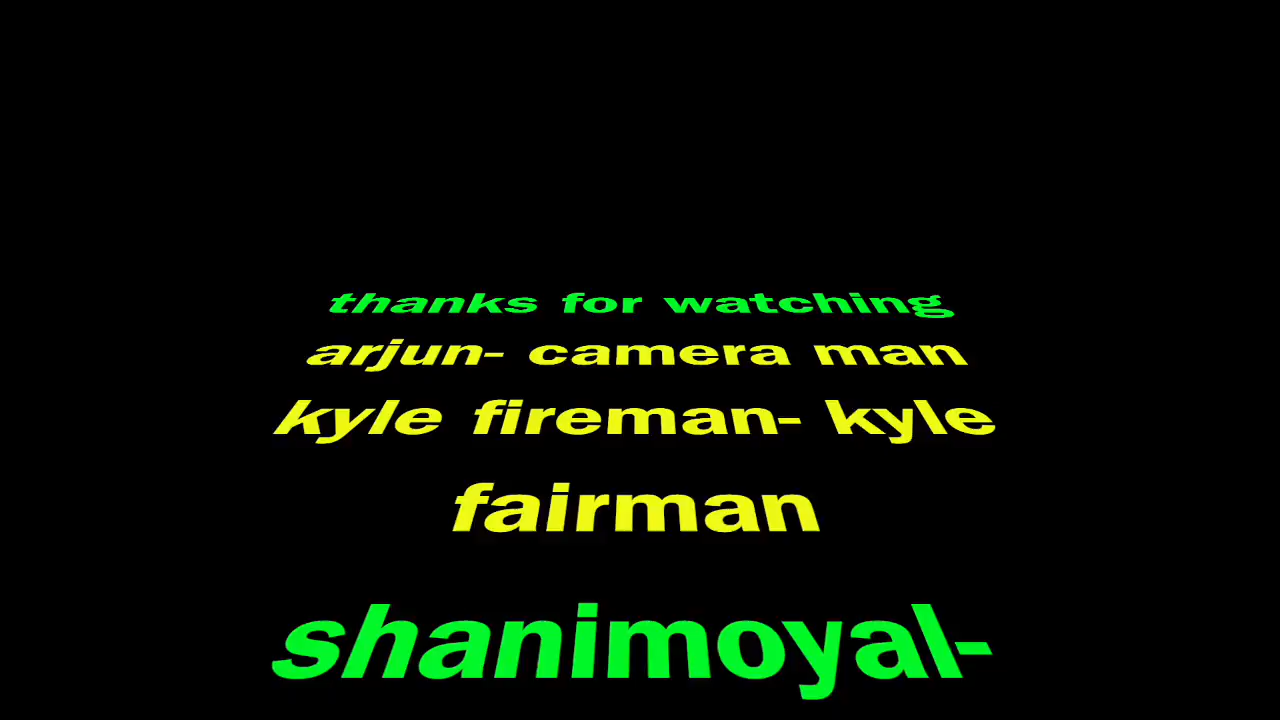 thanks for watching
arjun- camera man
kyle fireman- kyle
fairman
shanimoyal-